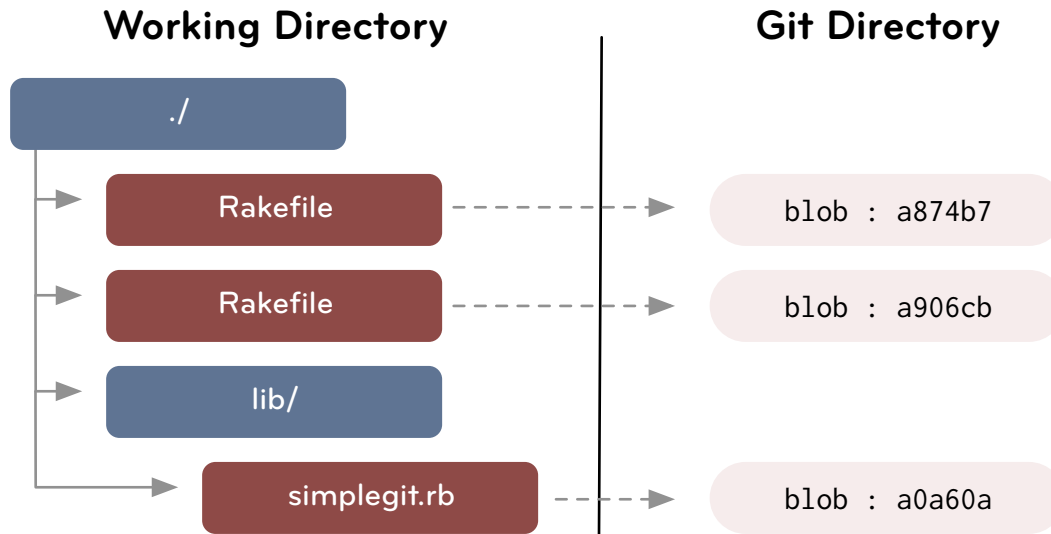 Working Directory
Git Directory
./
Rakefile
blob : a874b7
Rakefile
blob : a906cb
lib/
simplegit.rb
blob : a0a60a